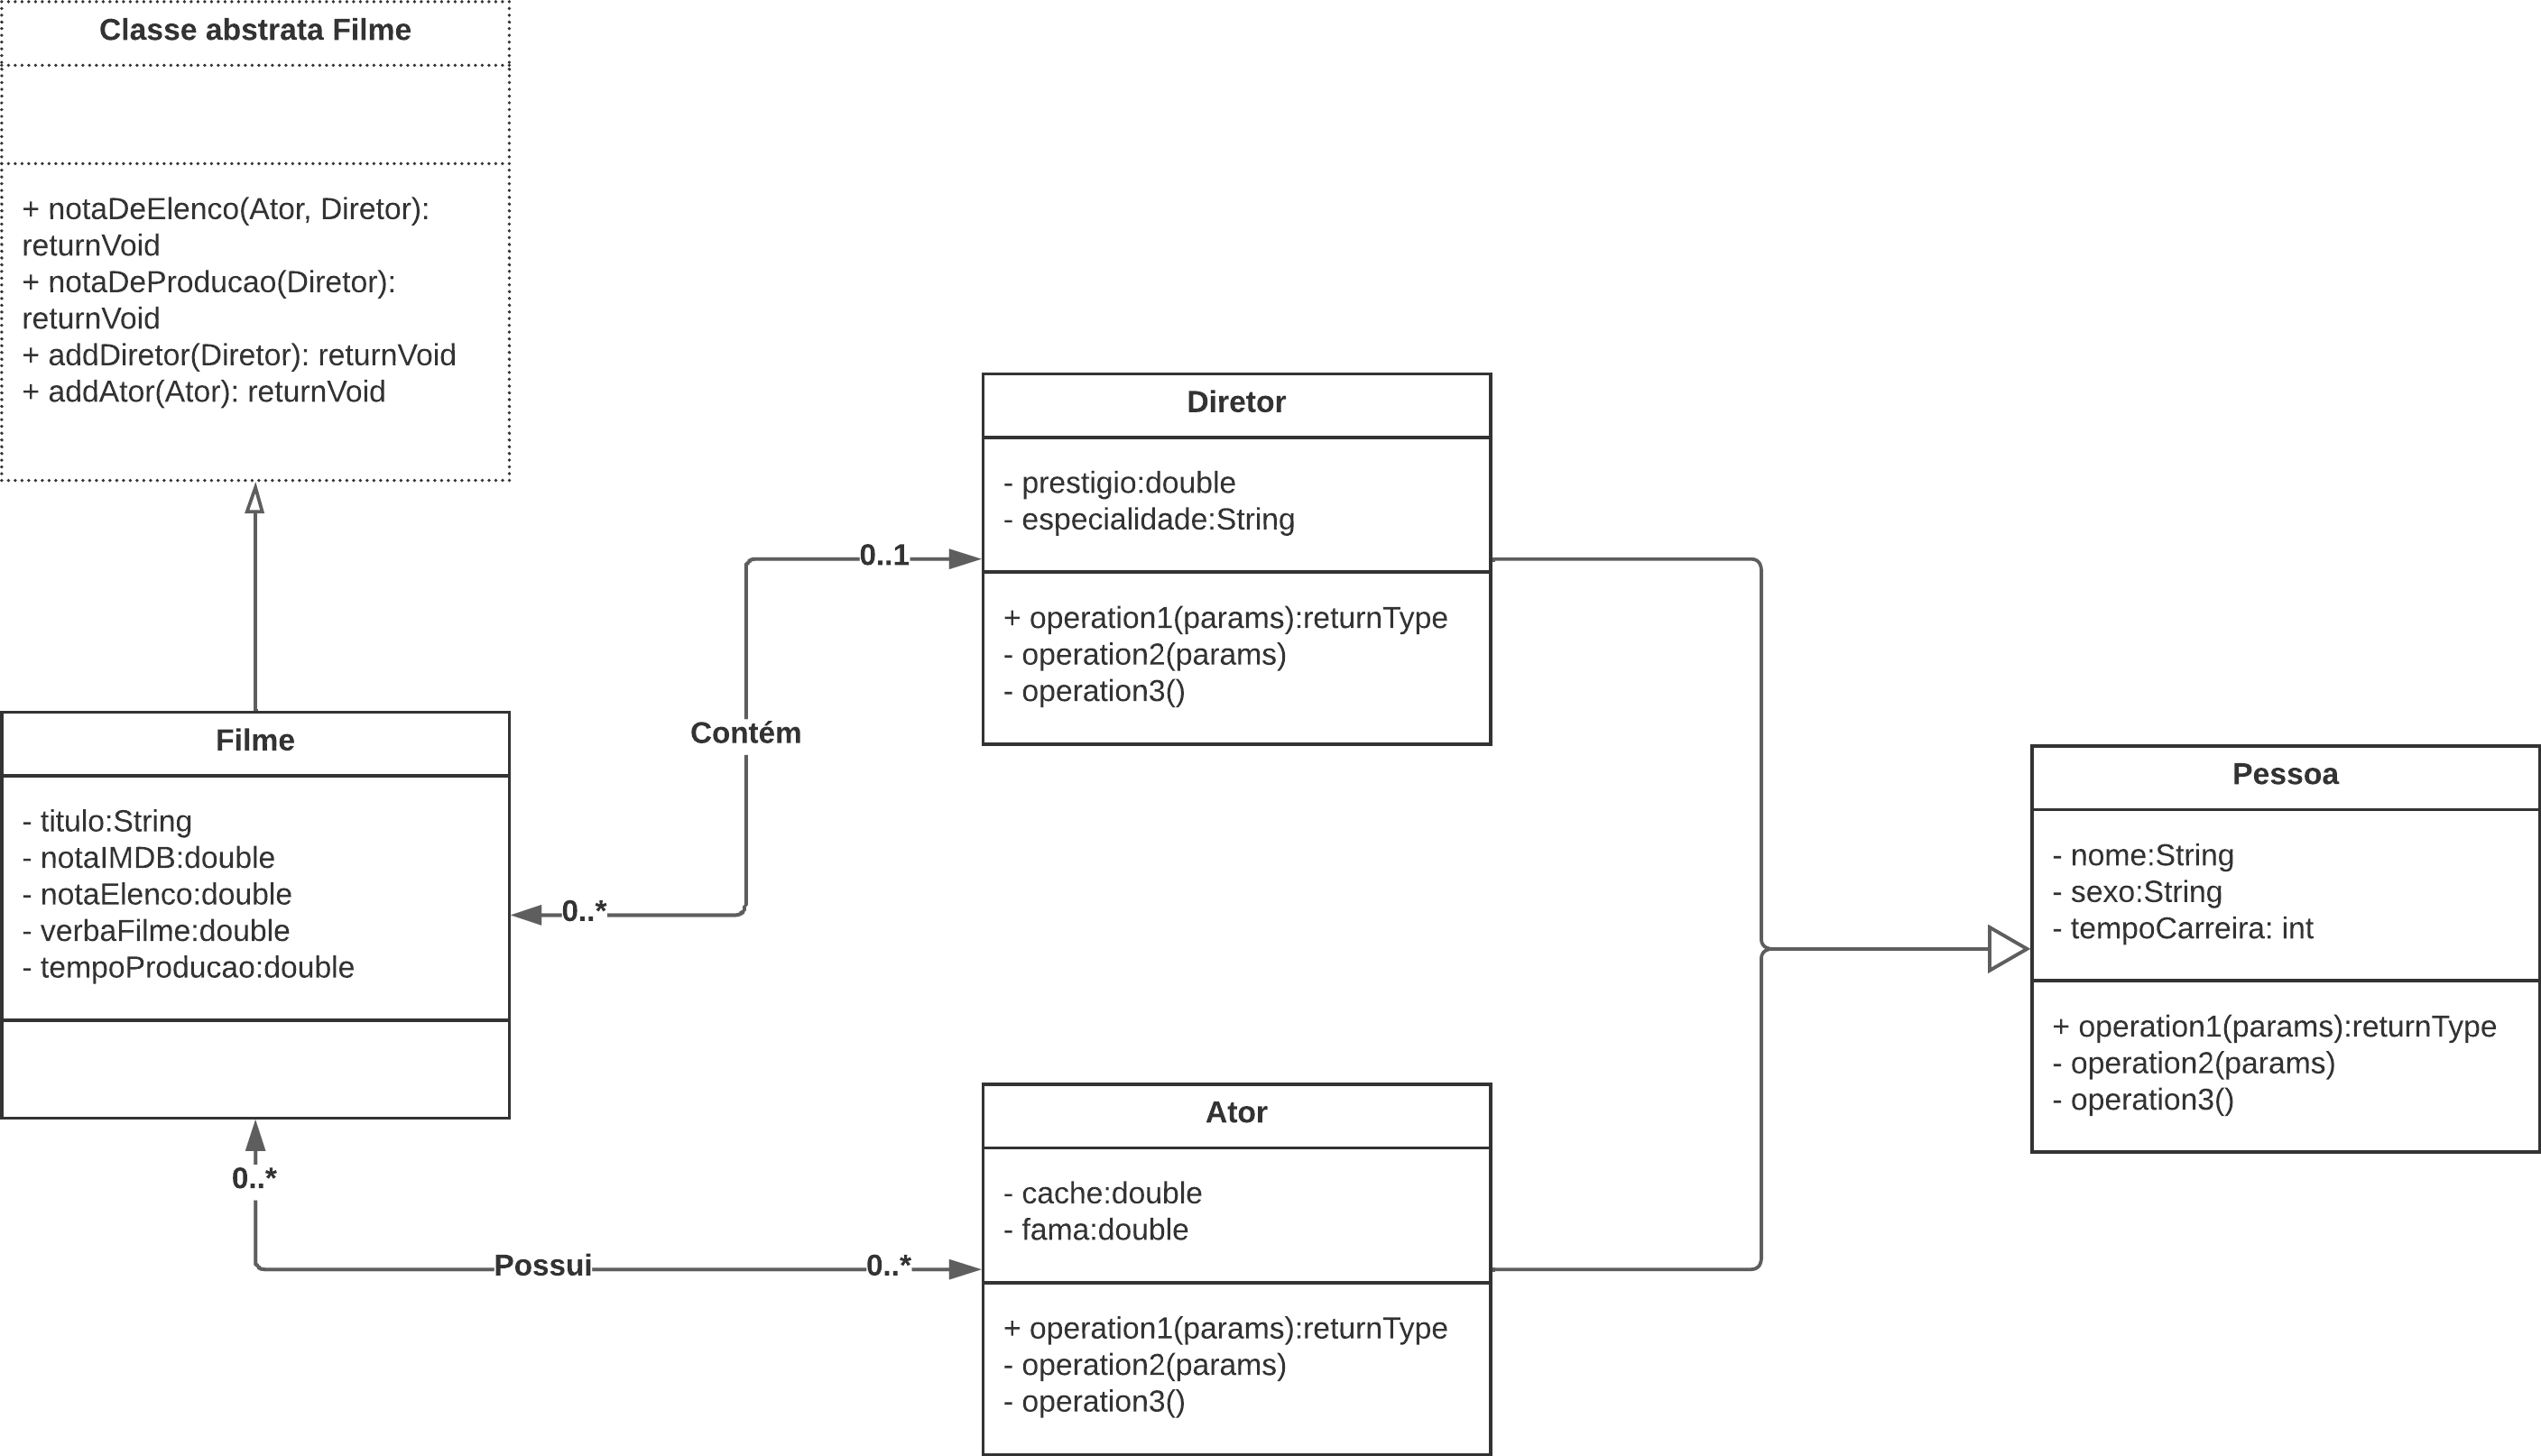 Classe abstrata Filme
+ notaDeElenco(Ator, Diretor):
returnVoid
+ notaDeProducao(Diretor):
returnVoid
+ addDiretor(Diretor): returnVoid
+ addAtor(Ator): returnVoid
Diretor
- prestigio:double
- especialidade:String
+ operation1(params):returnType
- operation2(params)
- operation3()
0..1
Contém
0..*
Filme
- titulo:String
- notaIMDB:double
- notaElenco:double
- verbaFilme:double
- tempoProducao:double
Pessoa
- nome:String
- sexo:String
- tempoCarreira: int
+ operation1(params):returnType
- operation2(params)
- operation3()
0..*
Possui
0..*
Ator
- cache:double
- fama:double
+ operation1(params):returnType
- operation2(params)
- operation3()